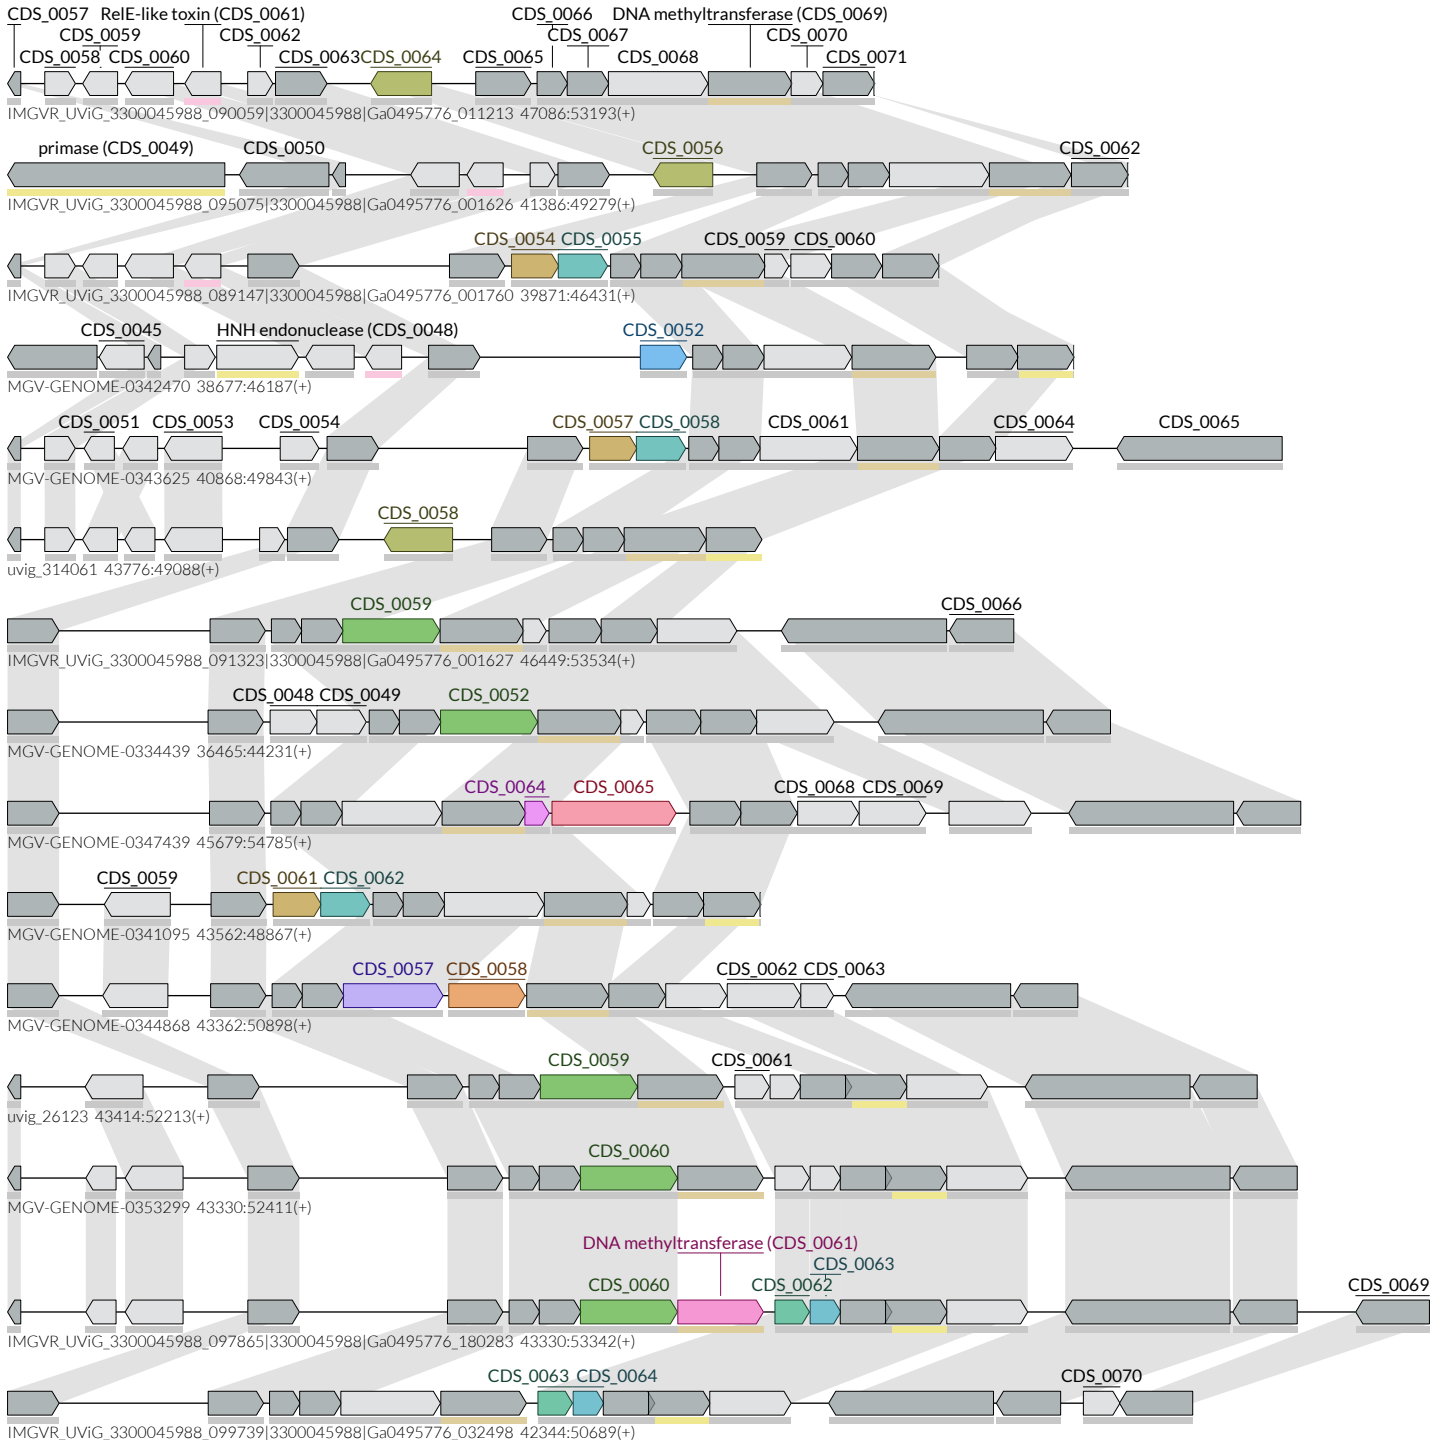 CDS_0057 RelE-like toxin (CDS_0061) CDS_0066 DNA methyltransferase (CDS_0069)
CDS_0059 CDS_0062 CDS_0067 CDS_0070
CDS_0058 CDS_0060 CDS_0063 CDS_0064 CDS_0065 CDS_0068 CDS_0071
IMGVR_UViG_3300045988_090059|3300045988|Ga0495776_011213 47086:53193(+)
primase (CDS_0049) CDS_0050 CDS_0056 CDS_0062
IMGVR_UViG_3300045988_095075|3300045988|Ga0495776_001626 41386:49279(+)
CDS_0054 CDS_0055 CDS_0059 CDS_0060
IMGVR_UViG_3300045988_089147|3300045988|Ga0495776_001760 39871:46431(+)
CDS_0045 HNH endonuclease (CDS_0048) CDS_0052
MGV-GENOME-0342470 38677:46187(+)
CDS_0051 CDS_0053 CDS_0054 CDS_0057 CDS_0058 CDS_0061 CDS_0064 CDS_0065
MGV-GENOME-0343625 40868:49843(+)
CDS_0058
uvig_314061 43776:49088(+)
CDS_0059 CDS_0066
IMGVR_UViG_3300045988_091323|3300045988|Ga0495776_001627 46449:53534(+)
CDS_0048 CDS_0049 CDS_0052
MGV-GENOME-0334439 36465:44231(+)
CDS_0064 CDS_0065 CDS_0068 CDS_0069
MGV-GENOME-0347439 45679:54785(+)
CDS_0059 CDS_0061 CDS_0062
MGV-GENOME-0341095 43562:48867(+)
CDS_0057 CDS_0058 CDS_0062 CDS_0063
MGV-GENOME-0344868 43362:50898(+)
CDS_0059 CDS_0061
uvig_26123 43414:52213(+)
CDS_0060
MGV-GENOME-0353299 43330:52411(+)
DNA methyltransferase (CDS_0061)
CDS_0063
CDS_0060 CDS_0062 CDS_0069
IMGVR_UViG_3300045988_097865|3300045988|Ga0495776_180283 43330:53342(+)
CDS_0063 CDS_0064 CDS_0070
IMGVR_UViG_3300045988_099739|3300045988|Ga0495776_032498 42344:50689(+)